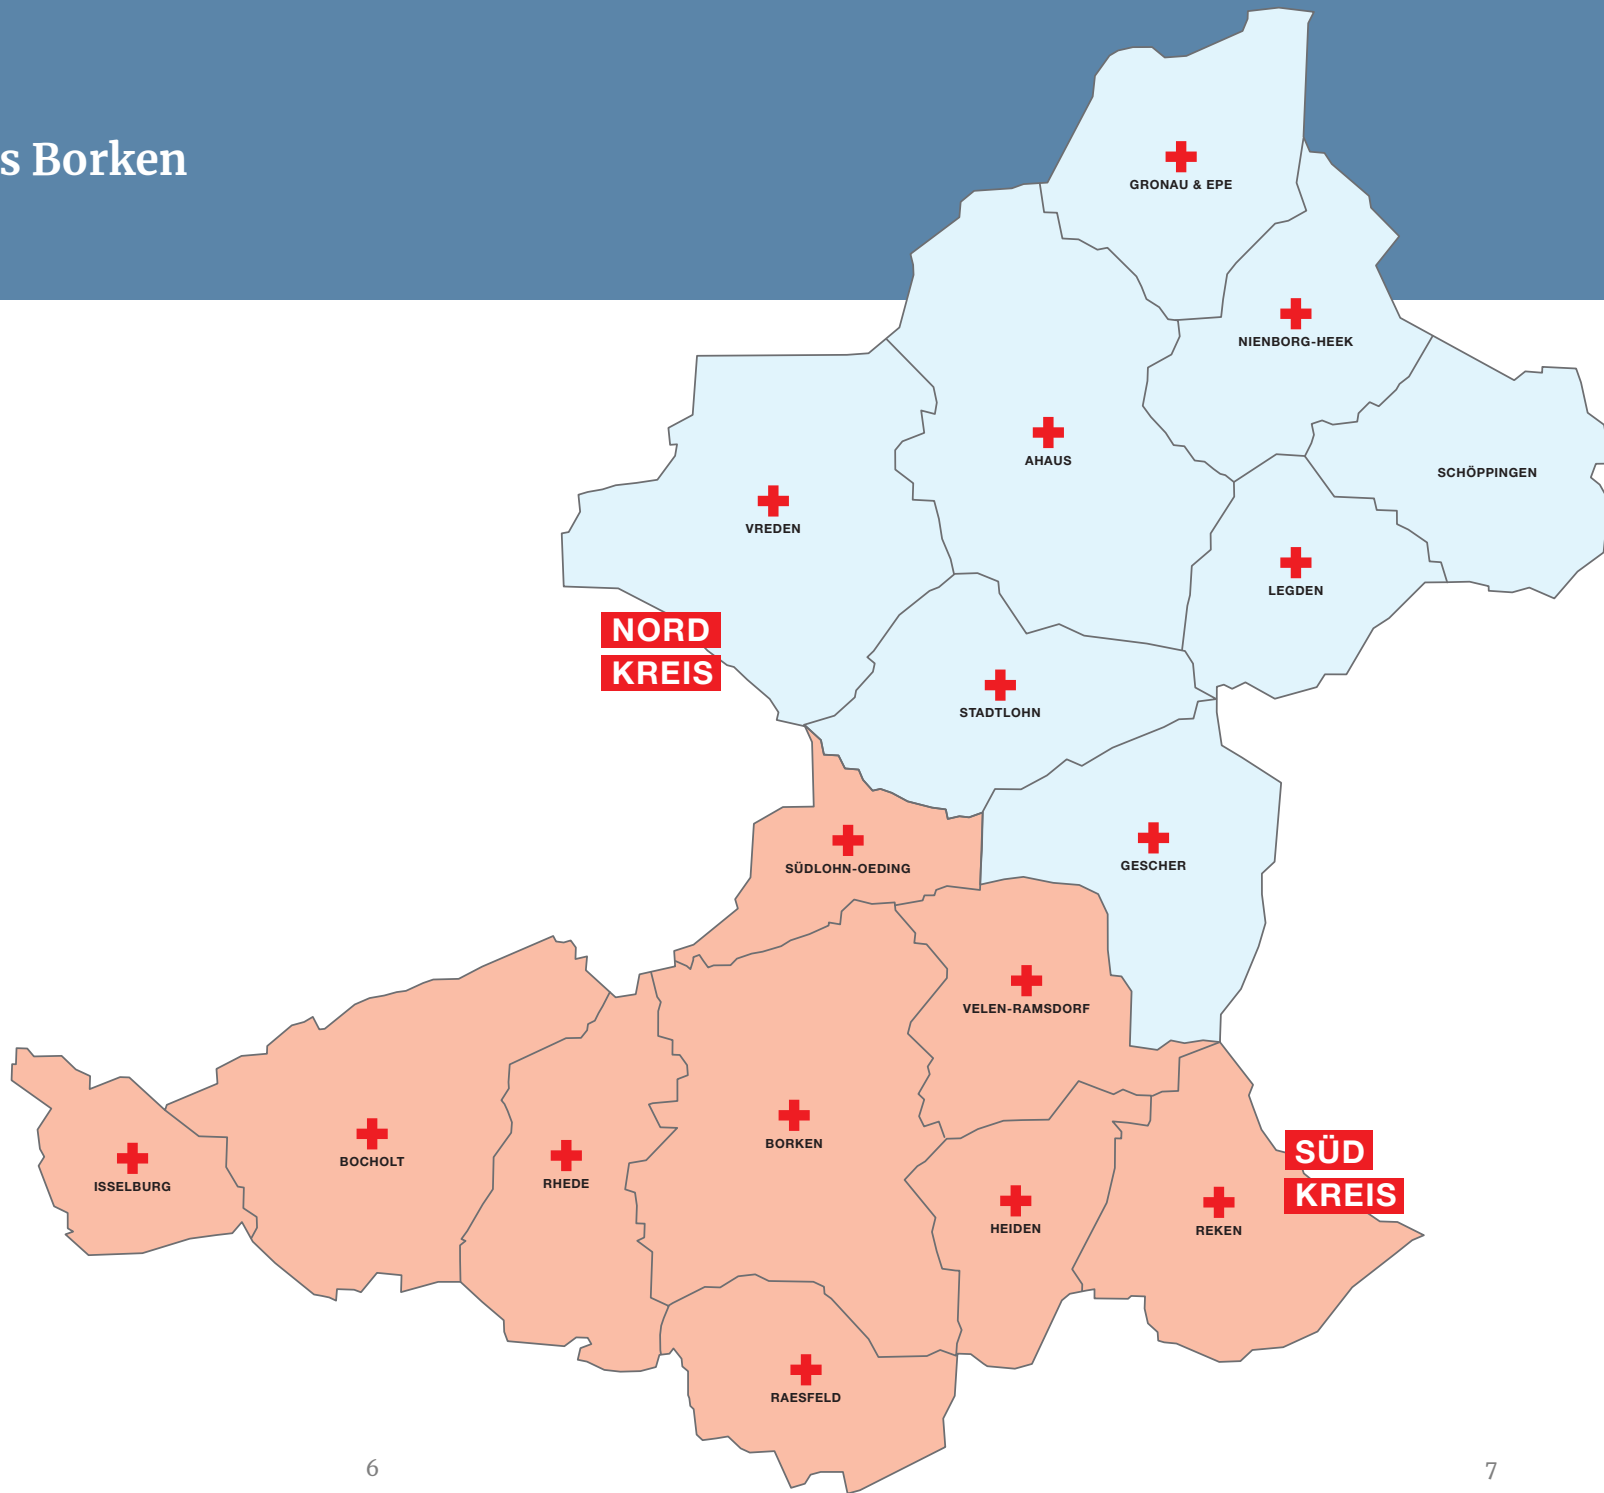 s Borken
GRONAU & EPE
NIENBORG-HEEK
AHAUS
SCHÖPPINGEN
VREDEN
LEGDEN
NORD
KREIS
STADTLOHN
GESCHER
SÜDLOHN-OEDING
VELEN-RAMSDORF
BORKEN
SÜD
KREIS
BOCHOLT
ISSELBURG
RHEDE
HEIDEN
REKEN
RAESFELD
6
7